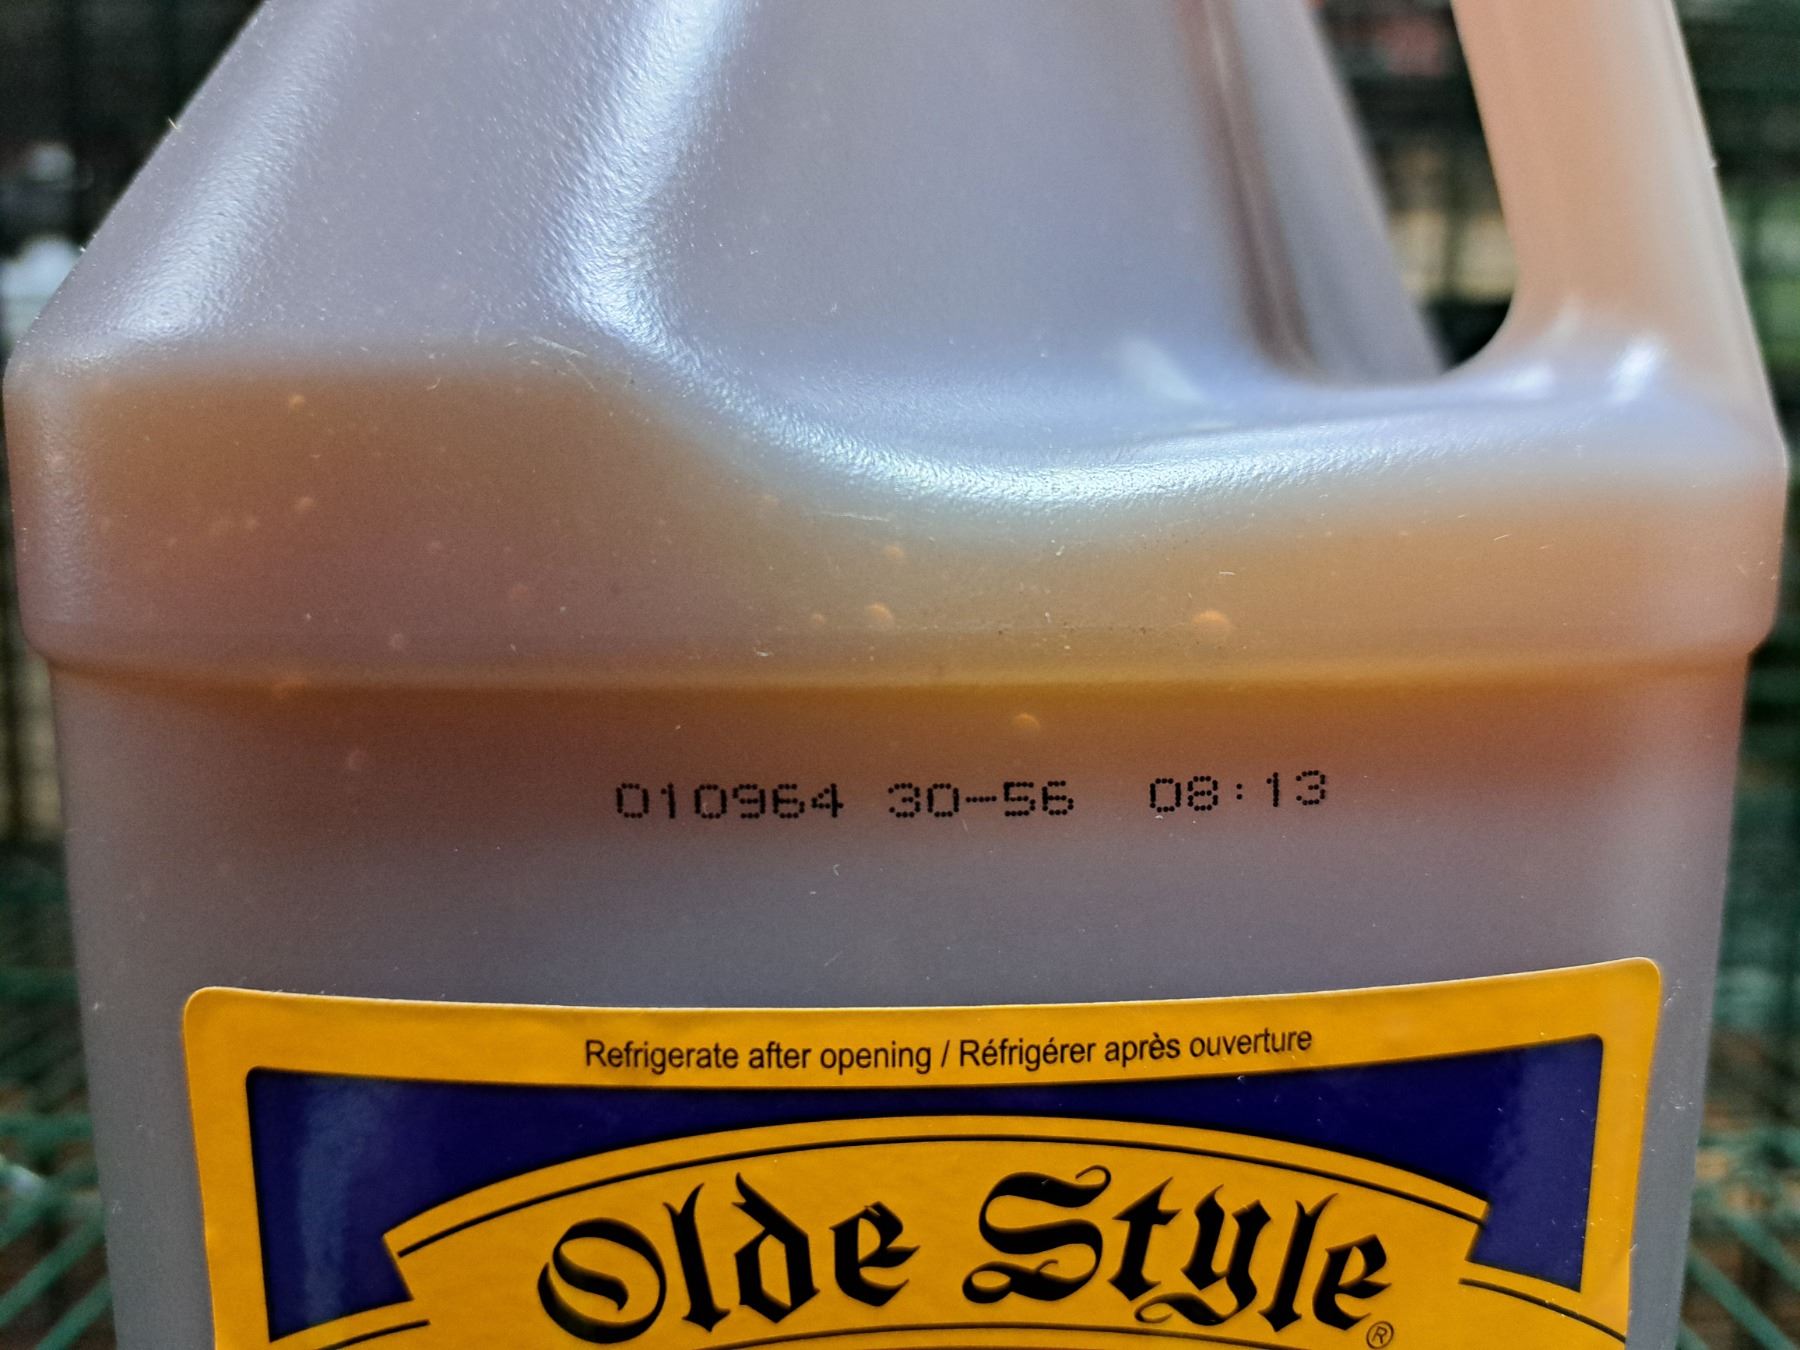 010964 30-56 08:13
Refrigerate after opening / Réfrigérer après ouverture
Olde Style®